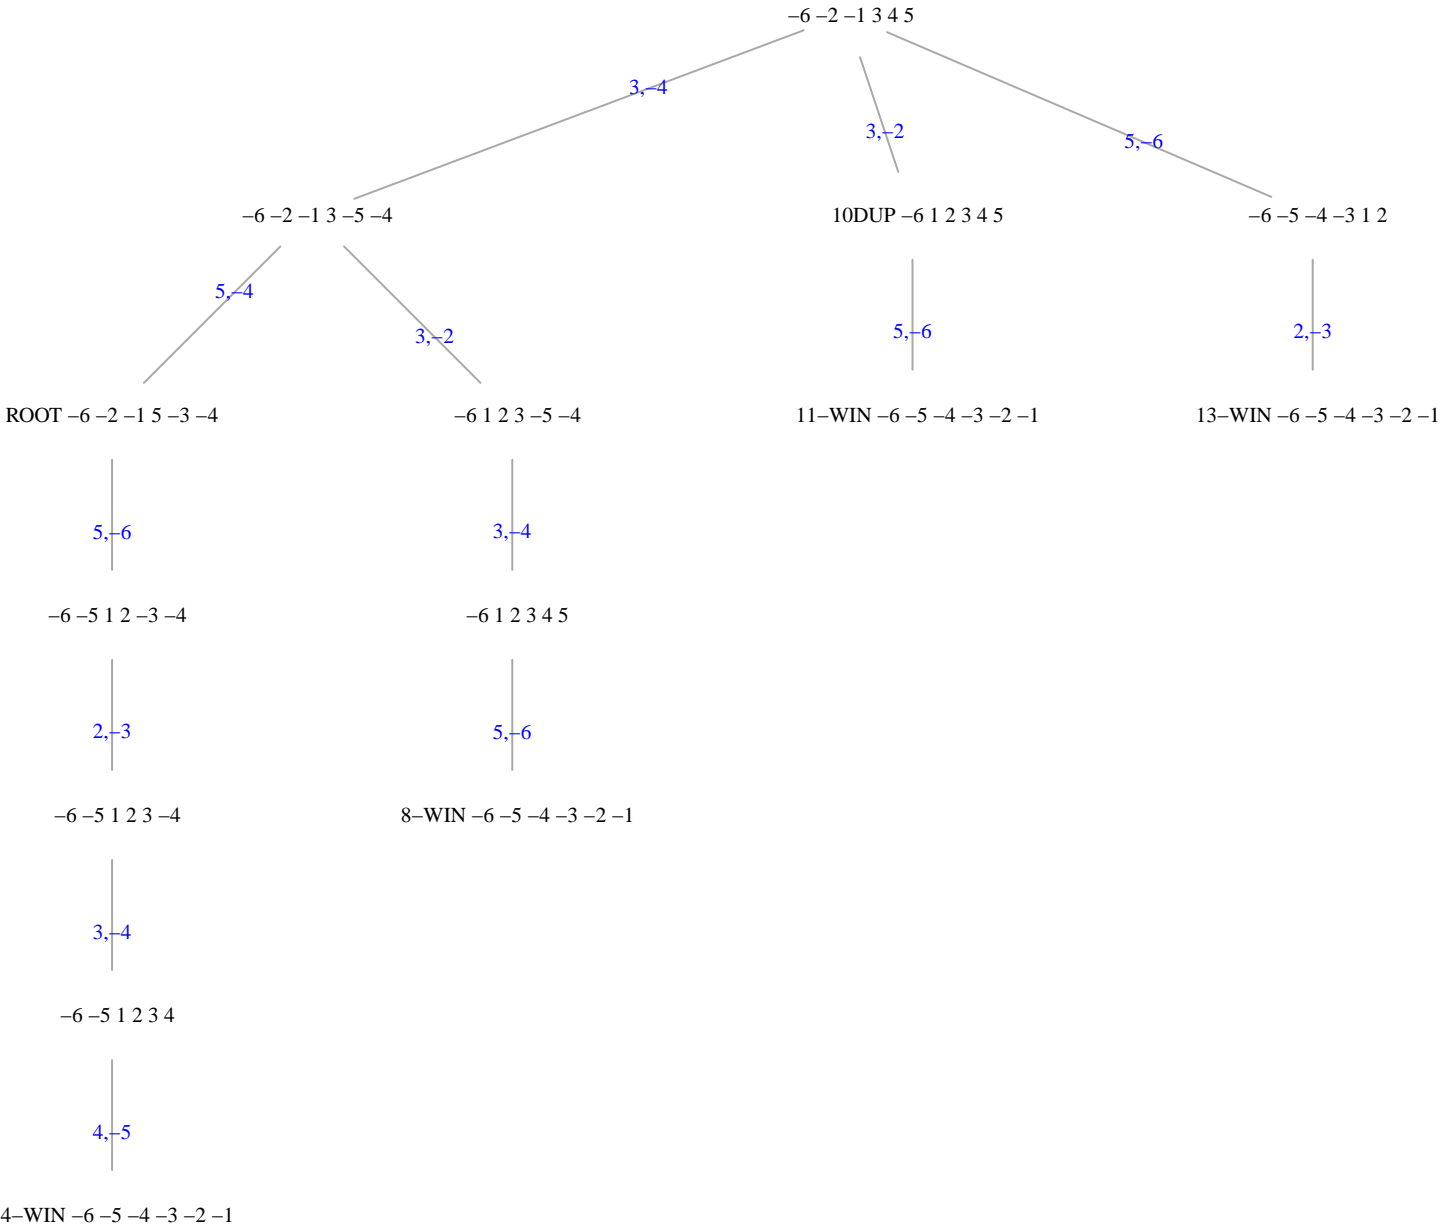 −6 −2 −1 3 4 5
3,−4
3,−2
5,−6
−6 −2 −1 3 −5 −4
10DUP −6 1 2 3 4 5
−6 −5 −4 −3 1 2
5,−4
3,−2
5,−6
2,−3
ROOT −6 −2 −1 5 −3 −4
−6 1 2 3 −5 −4
11−WIN −6 −5 −4 −3 −2 −1
13−WIN −6 −5 −4 −3 −2 −1
5,−6
3,−4
−6 −5 1 2 −3 −4
−6 1 2 3 4 5
2,−3
5,−6
−6 −5 1 2 3 −4
8−WIN −6 −5 −4 −3 −2 −1
3,−4
−6 −5 1 2 3 4
4,−5
4−WIN −6 −5 −4 −3 −2 −1